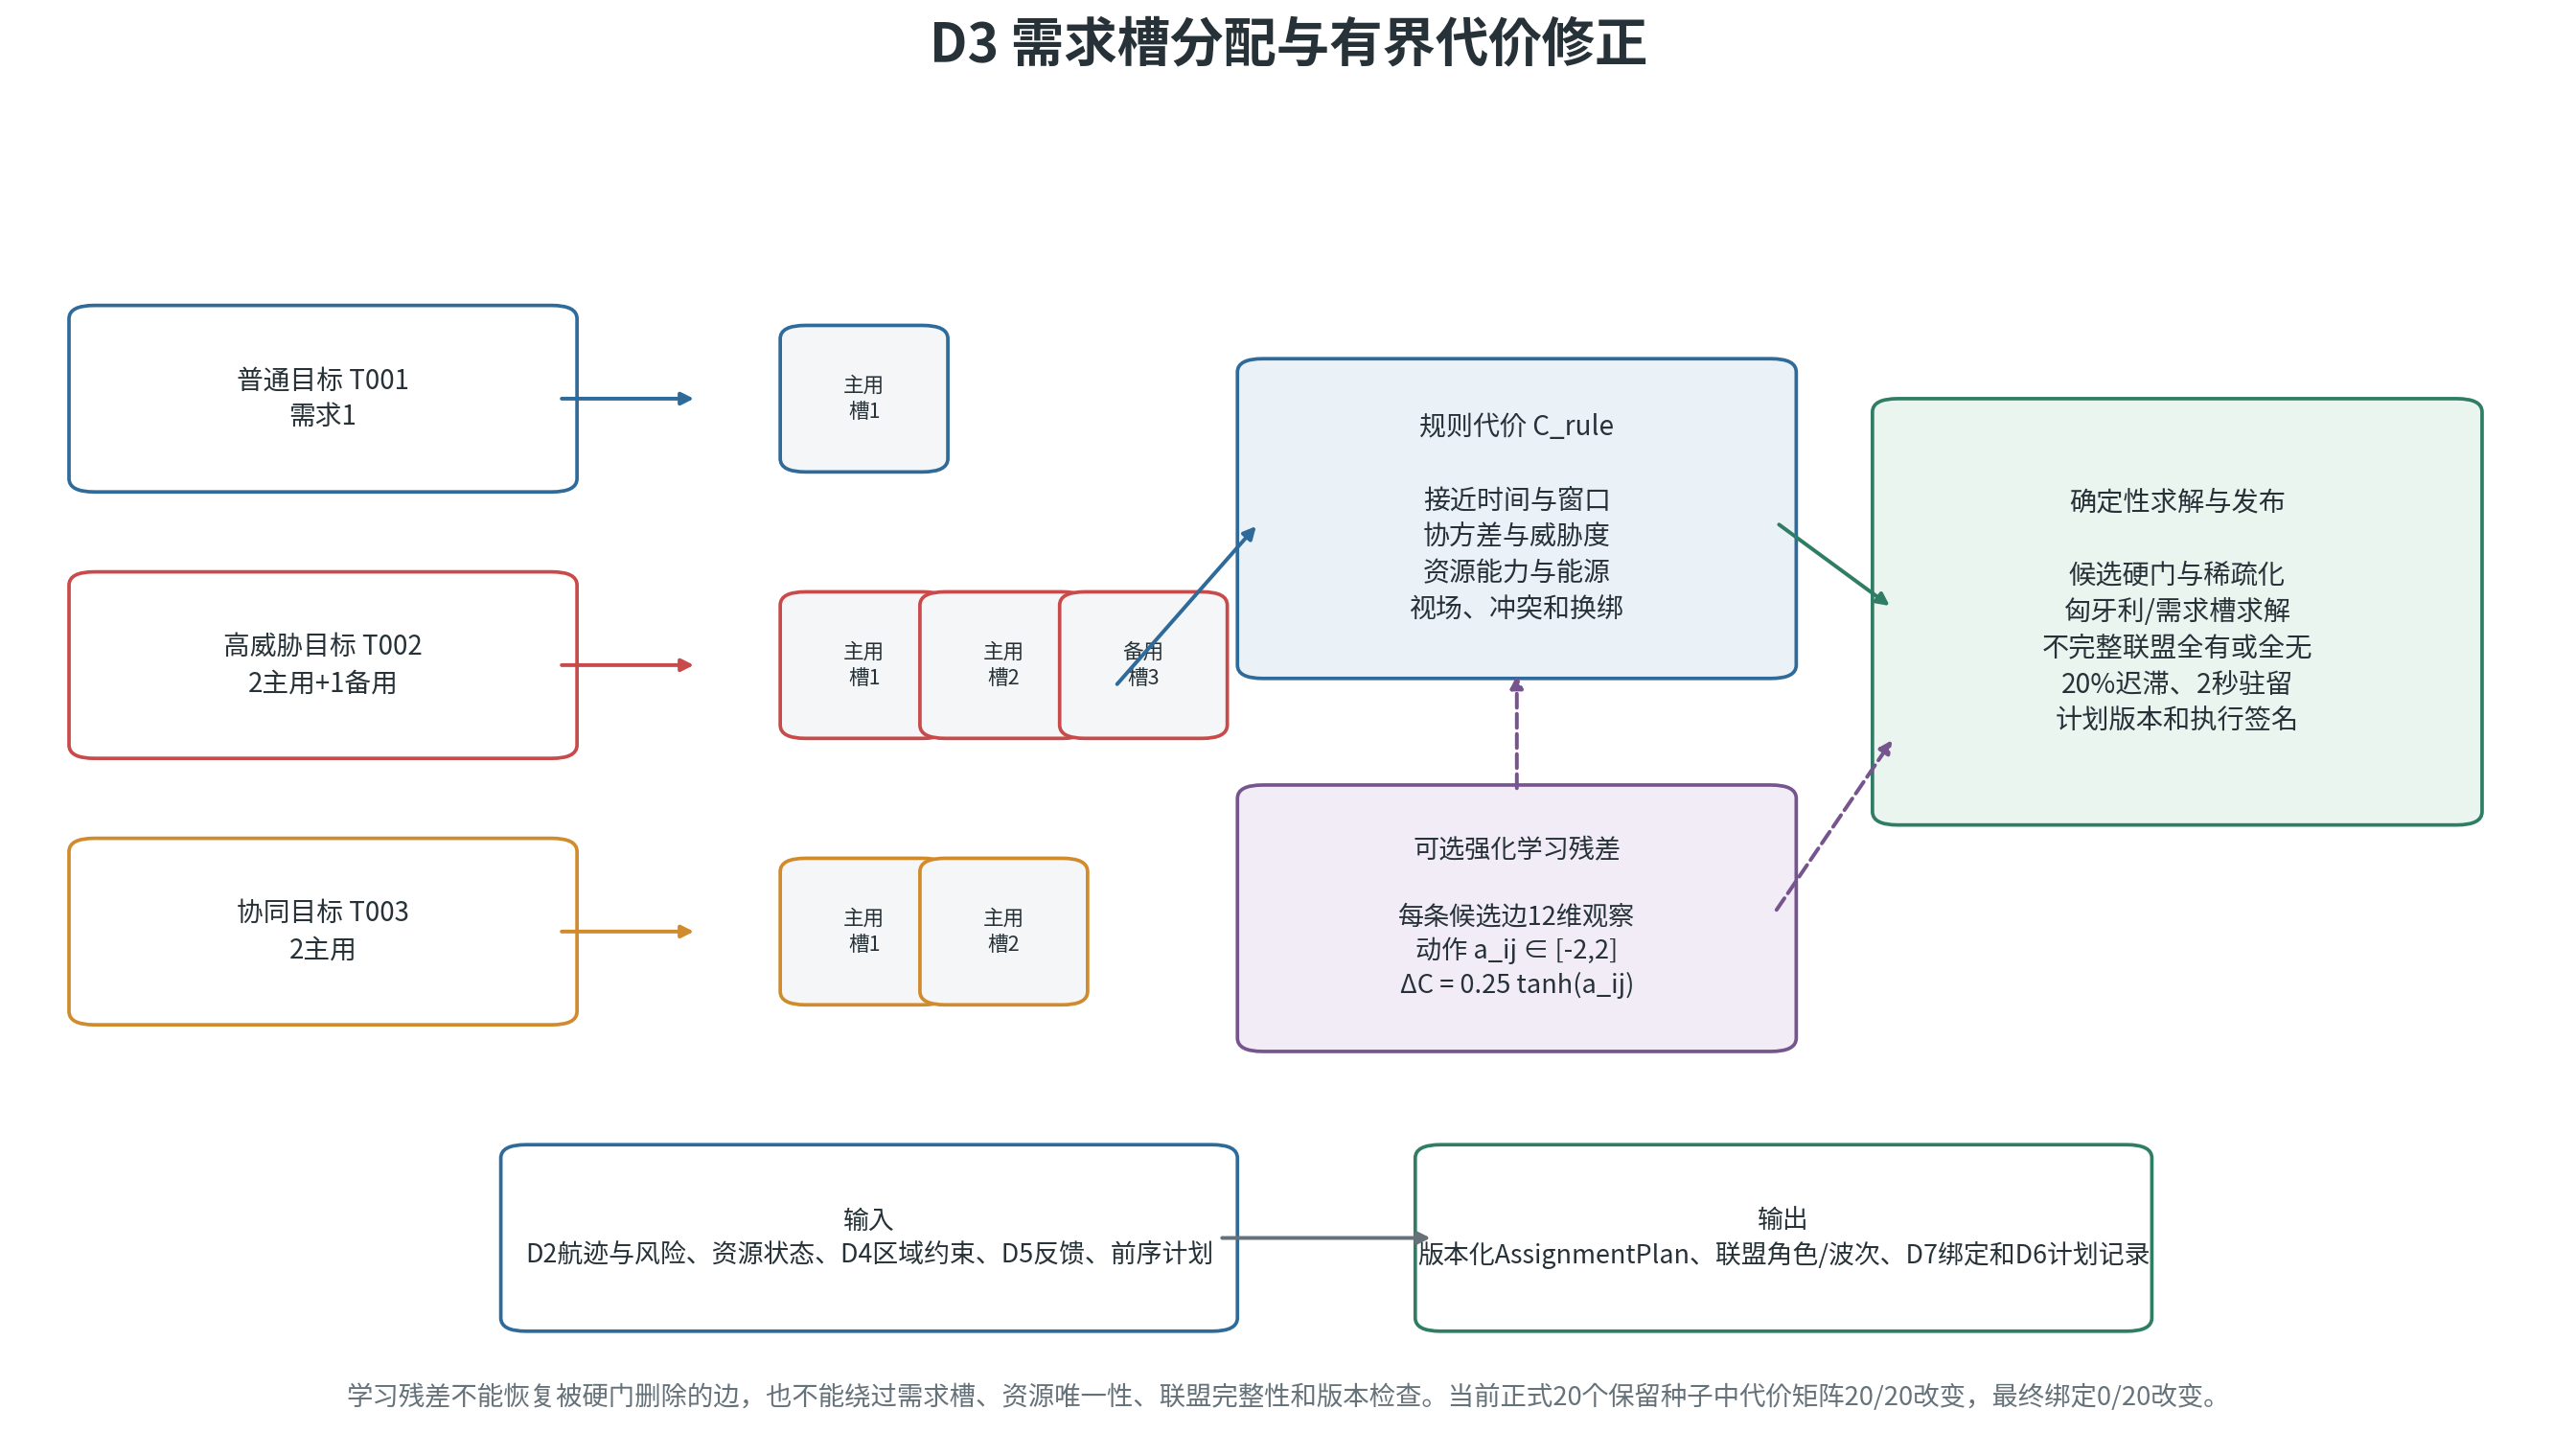 D3 需求槽分配与有界代价修正
普通目标 T001
需求1
主用
槽1
高威胁目标 T002
2主用+1备用
主用
槽1
主用
槽2
备用
槽3
协同目标 T003
2主用
主用
槽1
主用
槽2
规则代价 C_rule
接近时间与窗口
协方差与威胁度
资源能力与能源
视场、冲突和换绑
可选强化学习残差
每条候选边12维观察
动作 a_ij ∈ [-2,2]
ΔC = 0.25 tanh(a_ij)
确定性求解与发布
候选硬门与稀疏化
匈牙利/需求槽求解
不完整联盟全有或全无
20%迟滞、2秒驻留
计划版本和执行签名
输入
D2航迹与风险、资源状态、D4区域约束、D5反馈、前序计划
输出
版本化AssignmentPlan、联盟角色/波次、D7绑定和D6计划记录
学习残差不能恢复被硬门删除的边，也不能绕过需求槽、资源唯一性、联盟完整性和版本检查。当前正式20个保留种子中代价矩阵20/20改变，最终绑定0/20改变。